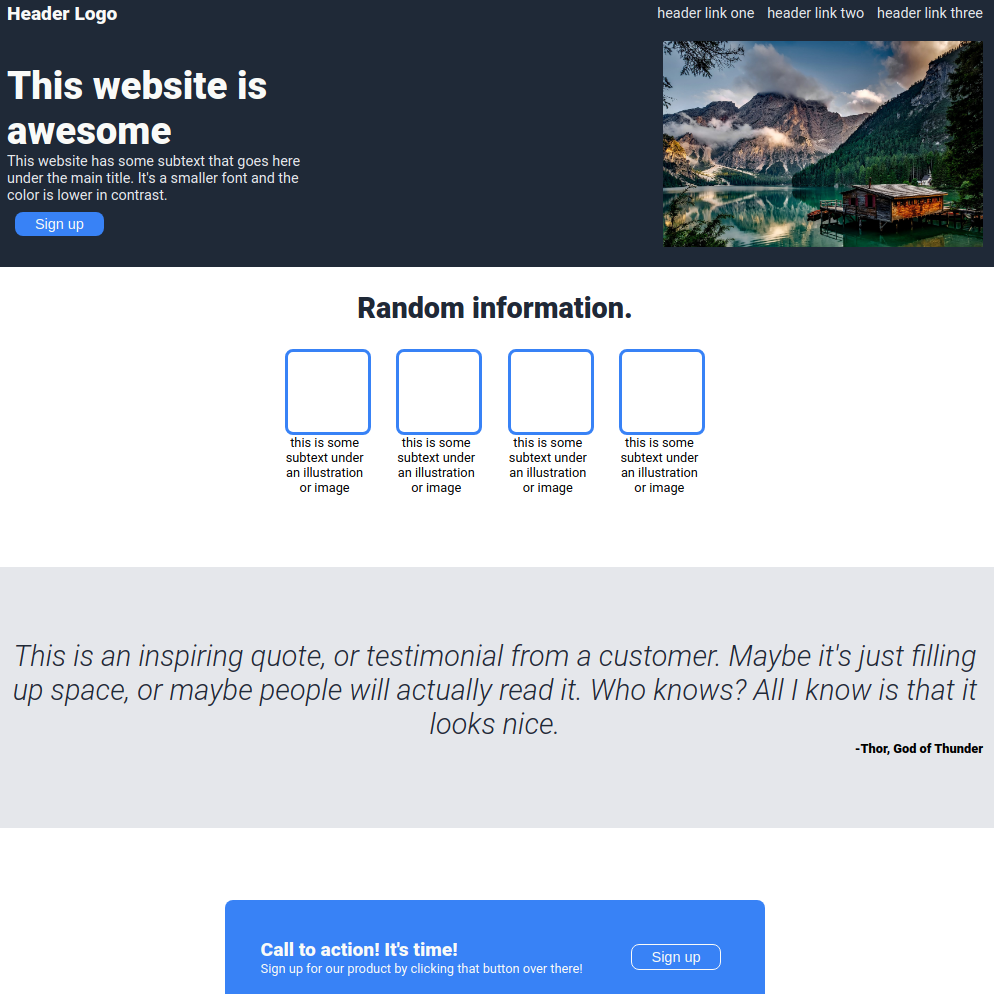 Header Logo
header link one header link two header link three
This website is
awesome
This website has some subtext that goes here
under the main title. It's a smaller font and the
color is lower in contrast.
Sign up
Random information.
this is some
subtext under
an illustration
or image
this is some
subtext under
an illustration
or image
this is some
subtext under
an illustration
or image
this is some
subtext under
an illustration
or image
This is an inspiring quote, or testimonial from a customer. Maybe it's just filling
up space, or maybe people will actually read it. Who knows? All I know is that it
looks nice.
-Thor, God of Thunder
Call to action! It's time!
Sign up for our product by clicking that button over there!
Sign up